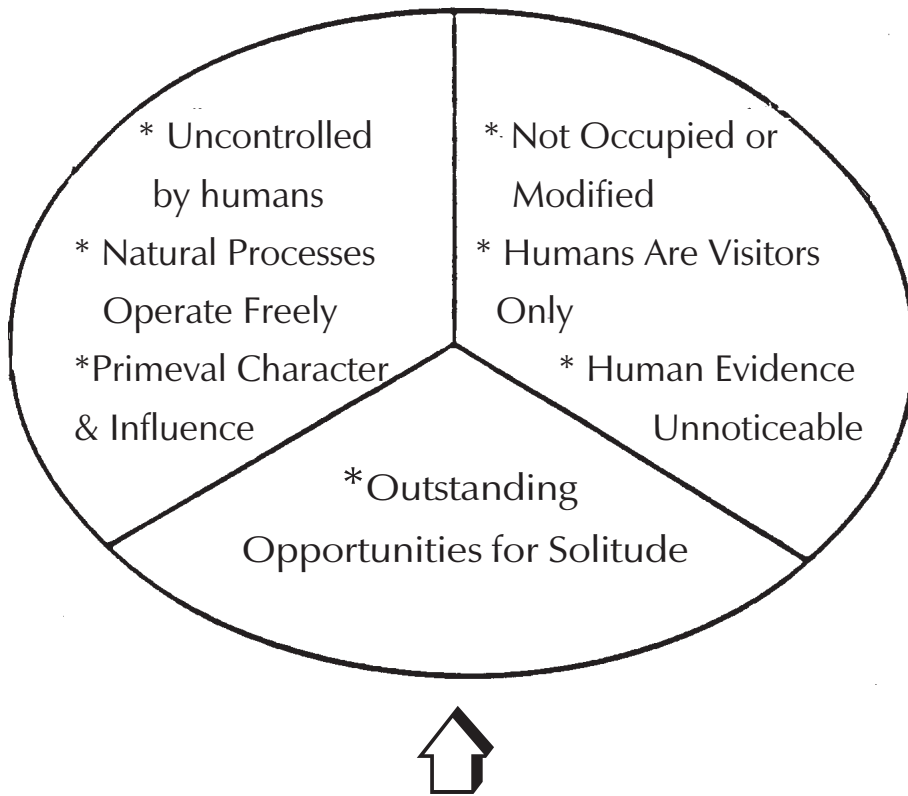 * Uncontrolled
by humans
* Natural Processes
Operate Freely
*Primeval Character
& Influence
* Not Occupied or
Modified
* Humans Are Visitors
Only
* Human Evidence
Unnoticeable
*Outstanding
Opportunities for Solitude